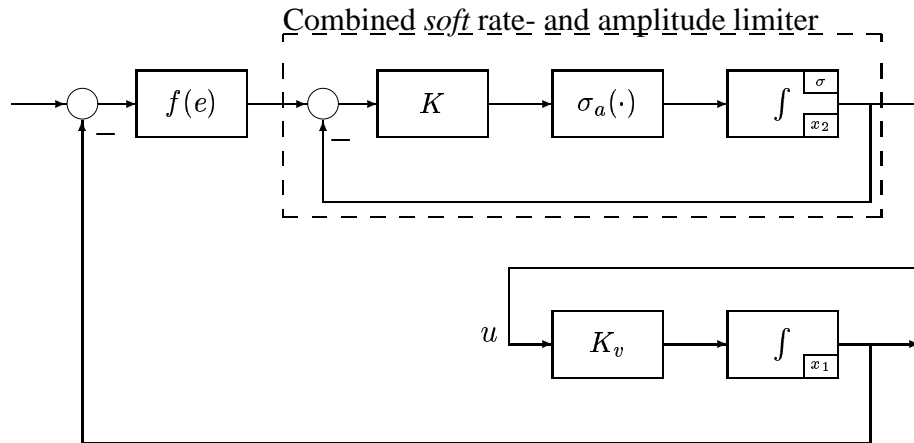 Combined soft rate- and amplitude limiter
f(e)
K
σₐ(·)
∫
σ
x₂
−
−
u
Kᵥ
∫
x₁